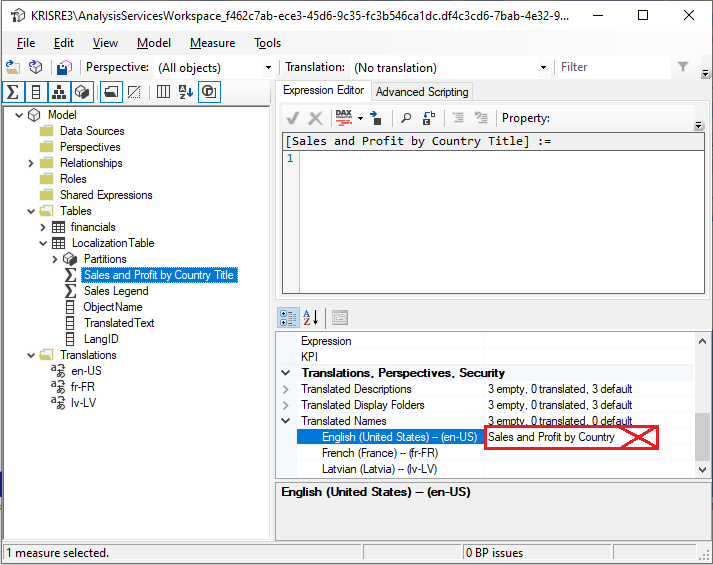 KRISRE3\AnalysisServicesWorkspace_f462c7ab-ece3-45d6-9c35-fc3b546ca1dc.df4c3cd6-7bab-4e32-9...
File Edit View Model Measure Tools
Perspective: (All objects) Translation: (No translation) Filter
Expression Editor Advanced Scripting
DAX Property:
[Sales and Profit by Country Title] :=
1
Model
Data Sources
Perspectives
Relationships
Roles
Shared Expressions
Tables
financials
LocalizationTable
Partitions
Sales and Profit by Country Title
Sales Legend
ObjectName
TranslatedText
LangID
Translations
en-US
fr-FR
lv-LV
Expression
KPI
Translations, Perspectives, Security
Translated Descriptions 3 empty, 0 translated, 3 default
Translated Display Folders 3 empty, 0 translated, 3 default
Translated Names 3 empty, 0 translated, 0 default
English (United States) -- (en-US) Sales and Profit by Country
French (France) -- (fr-FR)
Latvian (Latvia) -- (lv-LV)
English (United States) -- (en-US)
1 measure selected. 0 BP issues